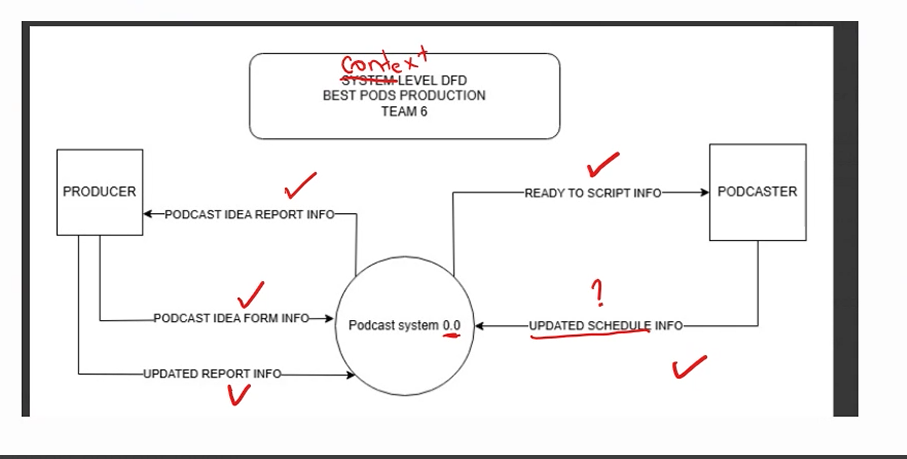 Context
SYSTEM-LEVEL DFD
BEST PODS PRODUCTION
TEAM 6
PRODUCER
READY TO SCRIPT INFO
PODCASTER
PODCAST IDEA REPORT INFO
?
PODCAST IDEA FORM INFO
Podcast system 0.0
UPDATED SCHEDULE INFO
UPDATED REPORT INFO